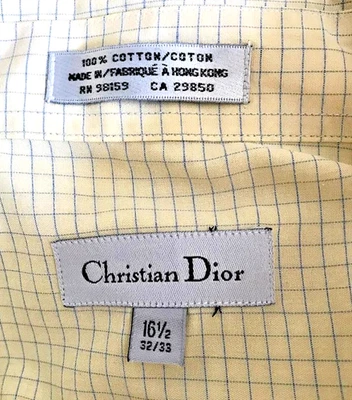 100% COTTON/COTON
MADE IN/FABRIQUÉ À HONG KONG
RN 98159 CA 29850
Christian Dior
16½
32/33